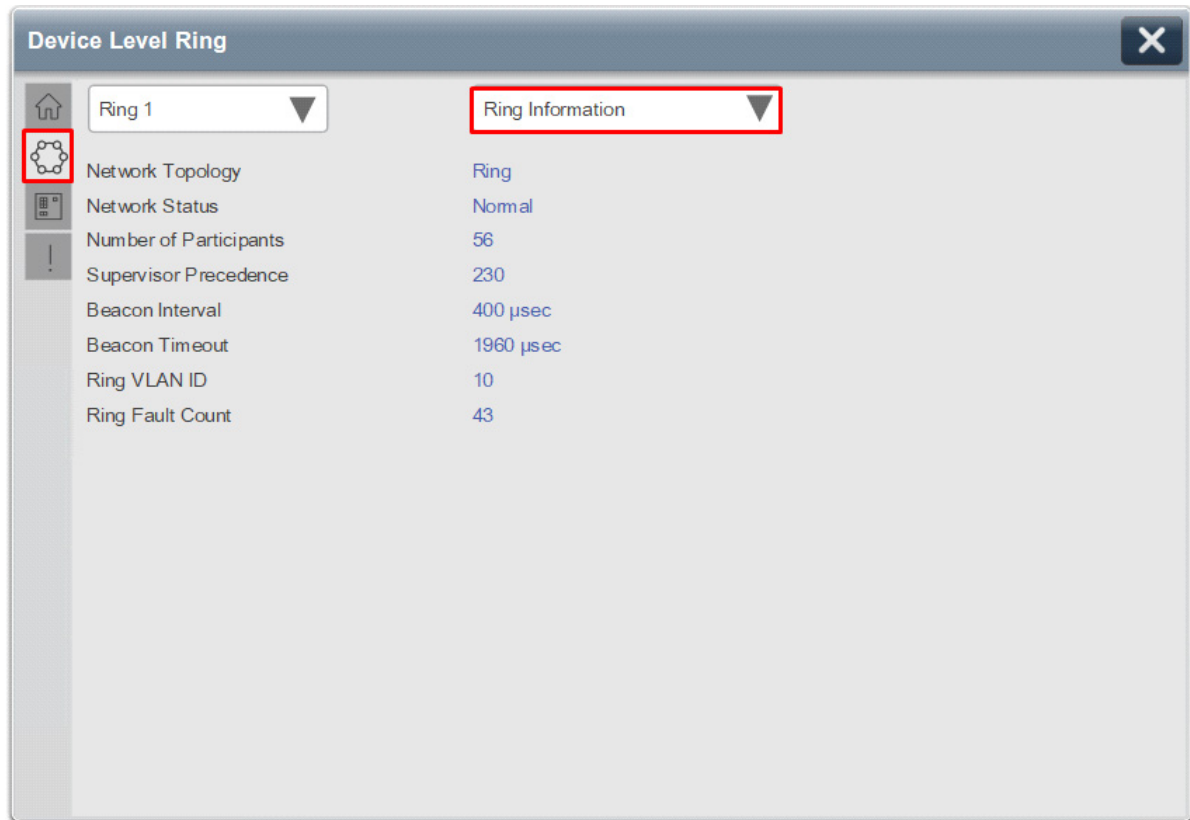 Device Level Ring
Ring 1
Ring Information
Network Topology Ring
Network Status Normal
Number of Participants 56
Supervisor Precedence 230
Beacon Interval 400 µsec
Beacon Timeout 1960 µsec
Ring VLAN ID 10
Ring Fault Count 43